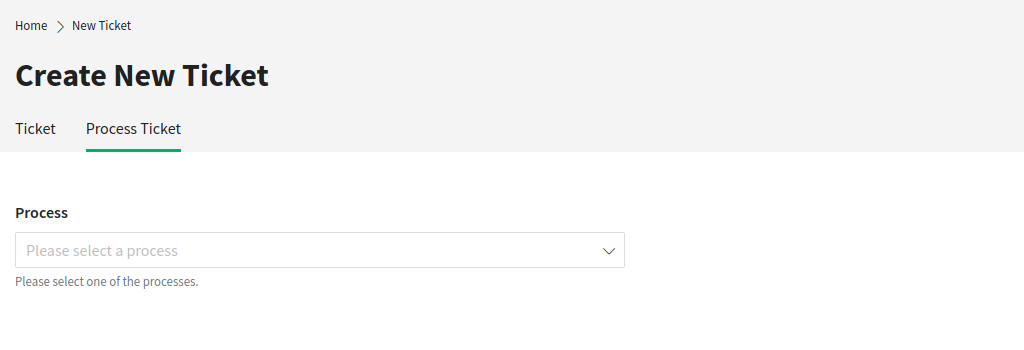 Home New Ticket
Create New Ticket
Ticket Process Ticket
Process
Please select a process
Please select one of the processes.